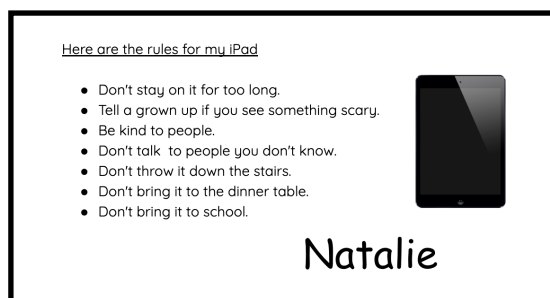 Here are the rules for my iPad
● Don't stay on it for too long.
● Tell a grown up if you see something scary.
● Be kind to people.
● Don't talk  to people you don't know.
● Don't throw it down the stairs.
● Don't bring it to the dinner table.
● Don't bring it to school.
Natalie